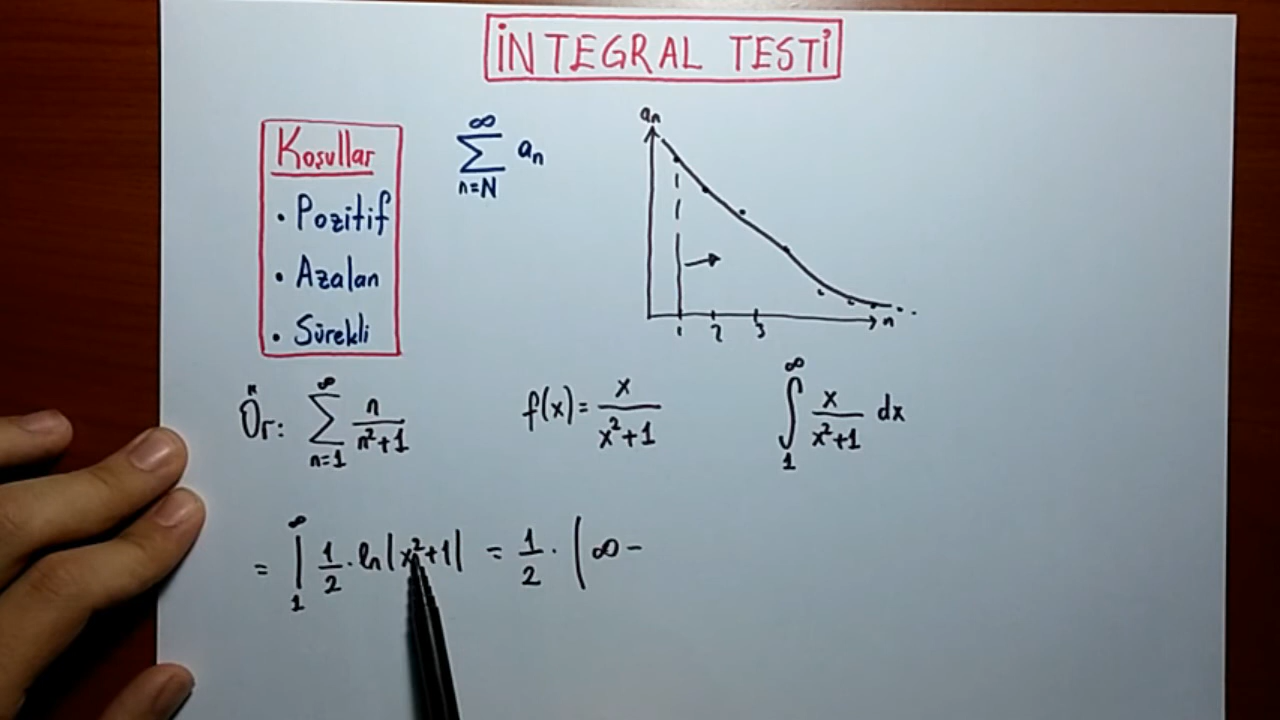 İNTEGRAL TESTİ
Koşullar
• Pozitif
• Azalan
• Sürekli
∞
∑ aₙ
n=N
aₙ
1 2 3 n
Ör: ∞
∑ n/(n²+1)
n=1
f(x) = x/(x²+1)
∞
∫ x/(x²+1) dx
1
∞
= | 1/2 · ln|x²+1| = 1/2 · (∞ −
1